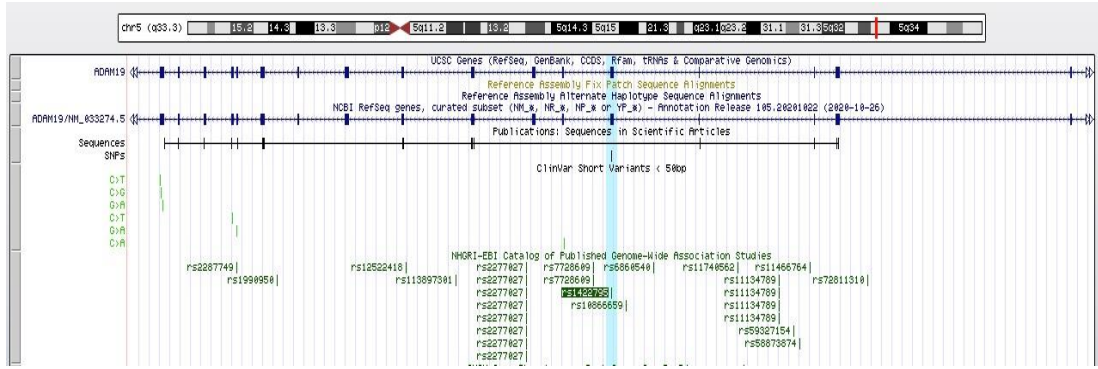 chr5 (q33.3) 15.2 14.3 13.3 p12 5q11.2 13.2 5q14.3 5q15 21.3 q23.1 q23.2 31.1 31.3 5q32 5q34
UCSC Genes (RefSeq, GenBank, CCDS, Rfam, tRNAs & Comparative Genomics)
ADAM19
Reference Assembly Fix Patch Sequence Alignments
Reference Assembly Alternate Haplotype Sequence Alignments
NCBI RefSeq genes, curated subset (NM_*, NR_*, NP_* or YP_*) - Annotation Release 105.20201022 (2020-10-26)
ADAM19/NM_033274.5
Publications: Sequences in Scientific Articles
Sequences
SNPs
ClinVar Short Variants < 50bp
C>T
C>G
G>A
C>T
G>A
C>A
NHGRI-EBI Catalog of Published Genome-Wide Association Studies
rs2287749 rs12522418 rs2277027 rs7728609 rs6860540 rs11740562 rs11466764
rs1990950 rs113897301 rs2277027 rs7728609 rs11134789 rs72811310
rs2277027 rs1422795 rs11134789
rs2277027 rs10866659 rs11134789
rs2277027 rs11134789
rs2277027 rs59327154
rs2277027 rs58873874
rs2277027